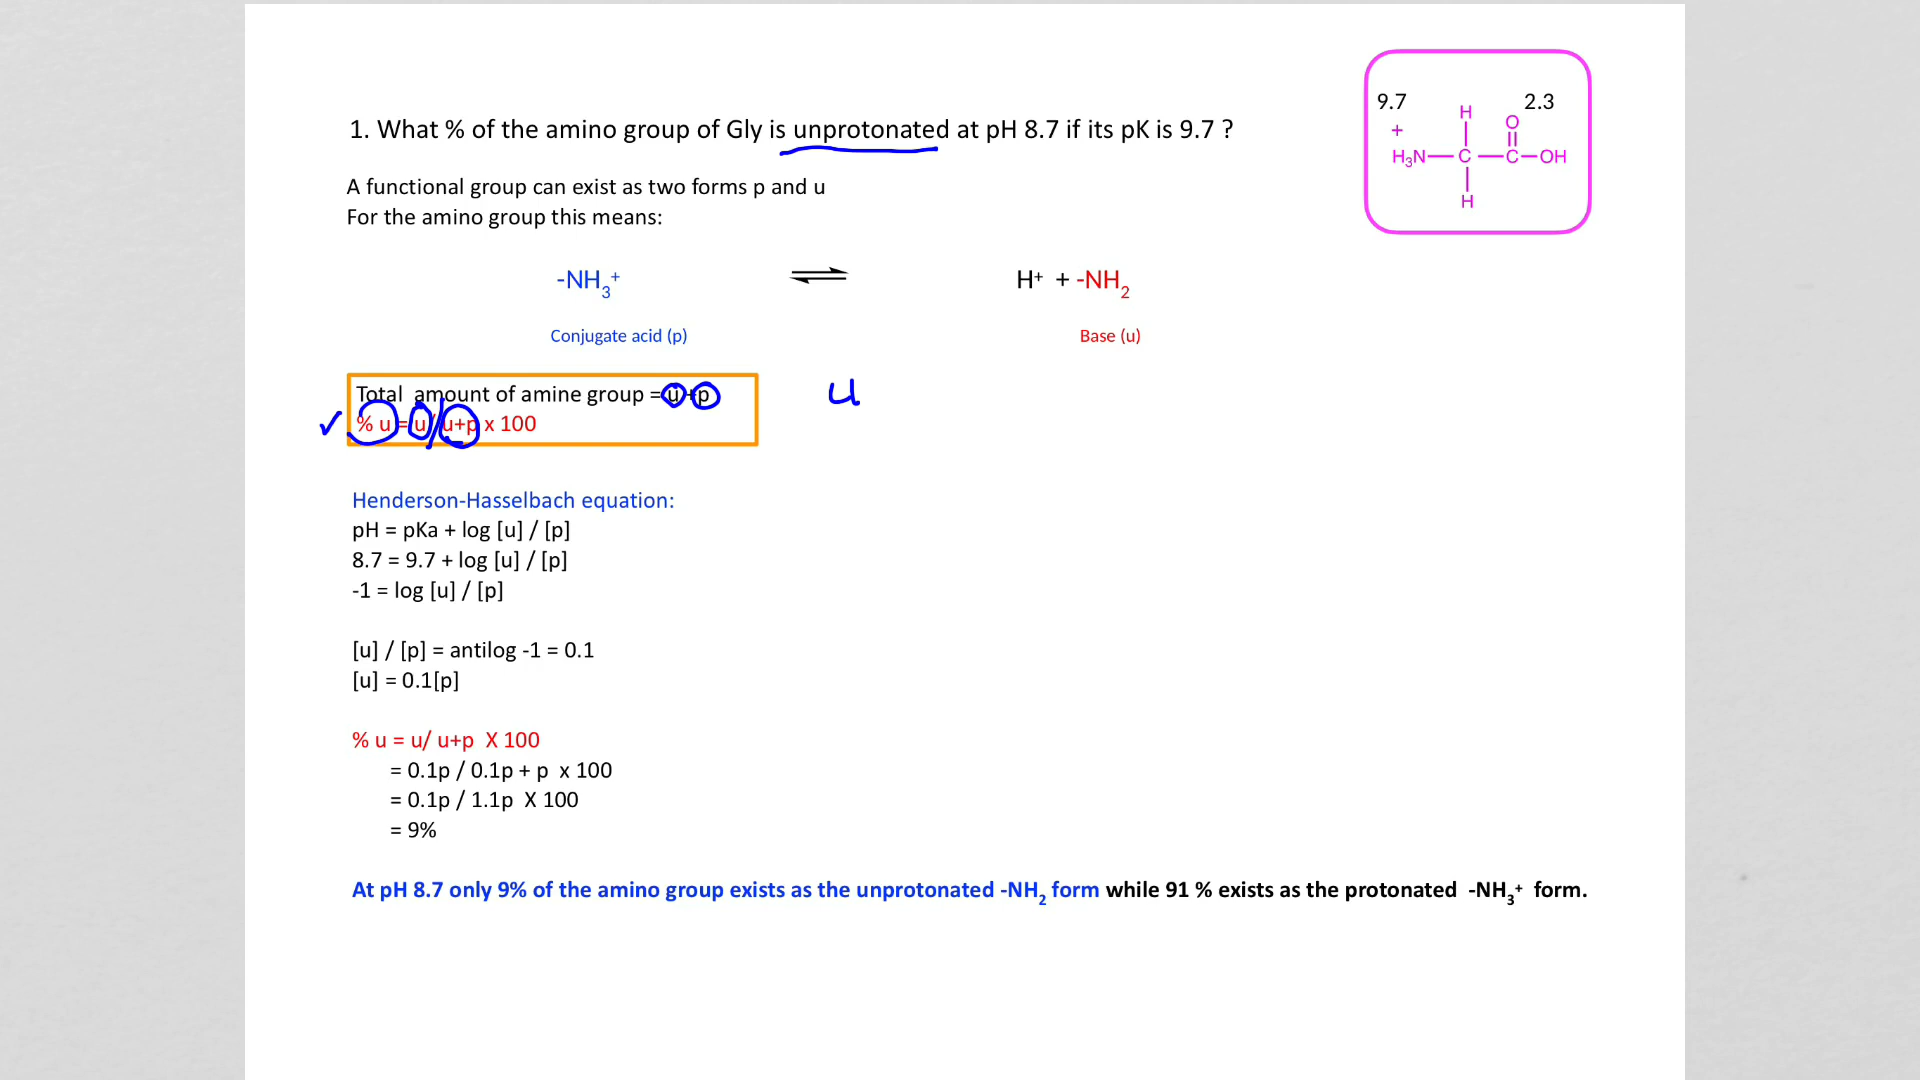 1. What % of the amino group of Gly is unprotonated at pH 8.7 if its pK is 9.7 ?
9.7 2.3
H O
+
H₃N—C—C—OH
H
A functional group can exist as two forms p and u
For the amino group this means:
-NH₃⁺ ⇌ H⁺ + -NH₂
Conjugate acid (p) Base (u)
Total amount of amine group = u+p u
✓ % u = u/ u+p x 100
Henderson-Hasselbach equation:
pH = pKa + log [u] / [p]
8.7 = 9.7 + log [u] / [p]
-1 = log [u] / [p]
[u] / [p] = antilog -1 = 0.1
[u] = 0.1[p]
% u = u/ u+p X 100
= 0.1p / 0.1p + p x 100
= 0.1p / 1.1p X 100
= 9%
At pH 8.7 only 9% of the amino group exists as the unprotonated -NH₂ form while 91 % exists as the protonated -NH₃⁺ form.